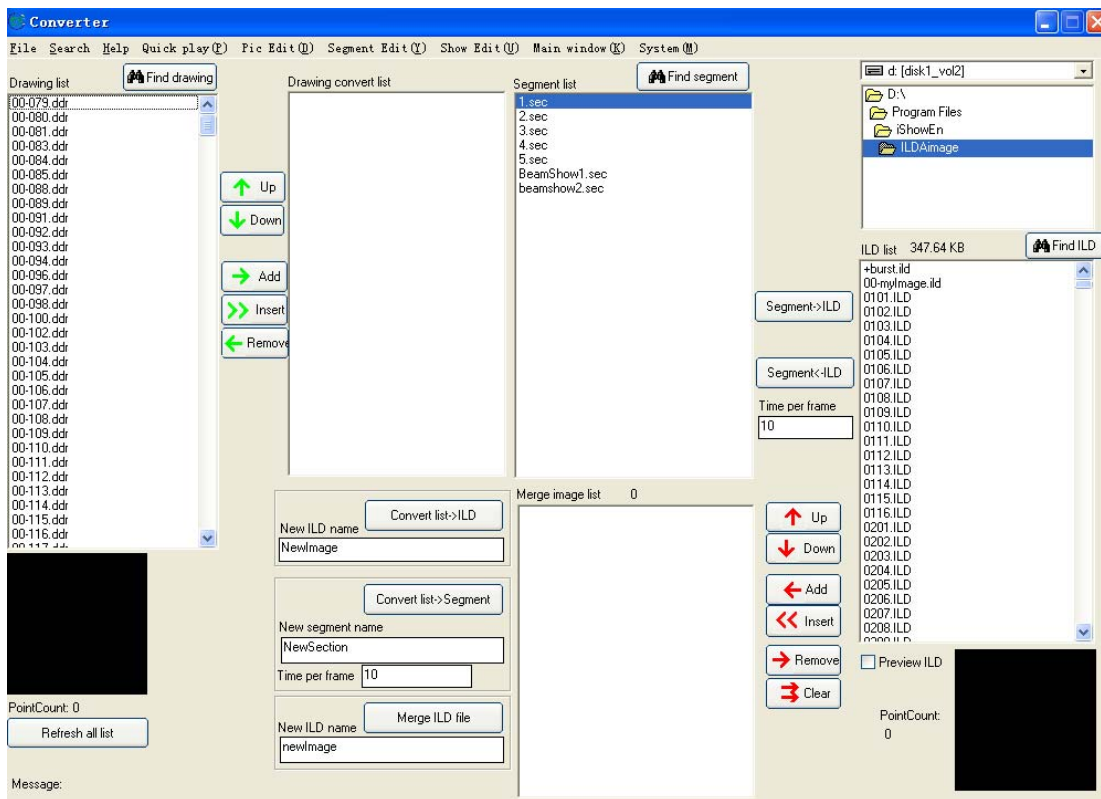 Converter
File Search Help Quick play(P) Pic Edit(D) Segment Edit(Y) Show Edit(U) Main window(K) System(M)
Drawing list
Find drawing
00-079.ddr
00-080.ddr
00-081.ddr
00-083.ddr
00-084.ddr
00-085.ddr
00-088.ddr
00-089.ddr
00-091.ddr
00-092.ddr
00-093.ddr
00-094.ddr
00-096.ddr
00-097.ddr
00-098.ddr
00-100.ddr
00-102.ddr
00-103.ddr
00-104.ddr
00-105.ddr
00-106.ddr
00-107.ddr
00-108.ddr
00-109.ddr
00-110.ddr
00-111.ddr
00-112.ddr
00-113.ddr
00-114.ddr
00-115.ddr
00-116.ddr
00-117.ddr
PointCount: 0
Refresh all list
Message:
Up
Down
Add
Insert
Remove
Drawing convert list
Convert list->ILD
New ILD name
NewImage
Convert list->Segment
New segment name
NewSection
Time per frame 10
Merge ILD file
New ILD name
newImage
Segment list
Find segment
1.sec
2.sec
3.sec
4.sec
5.sec
BeamShow1.sec
beamshow2.sec
Merge image list 0
Segment->ILD
Segment<-ILD
Time per frame
10
Up
Down
Add
Insert
Remove
Clear
d: [disk1_vol2]
D:\
Program Files
iShowEn
ILDAimage
ILD list 347.64 KB
Find ILD
+burst.ild
00-myImage.ild
0101.ILD
0102.ILD
0103.ILD
0104.ILD
0105.ILD
0106.ILD
0107.ILD
0108.ILD
0109.ILD
0110.ILD
0111.ILD
0112.ILD
0113.ILD
0114.ILD
0115.ILD
0116.ILD
0201.ILD
0202.ILD
0203.ILD
0204.ILD
0205.ILD
0206.ILD
0207.ILD
0208.ILD
0209.ILD
Preview ILD
PointCount:
0